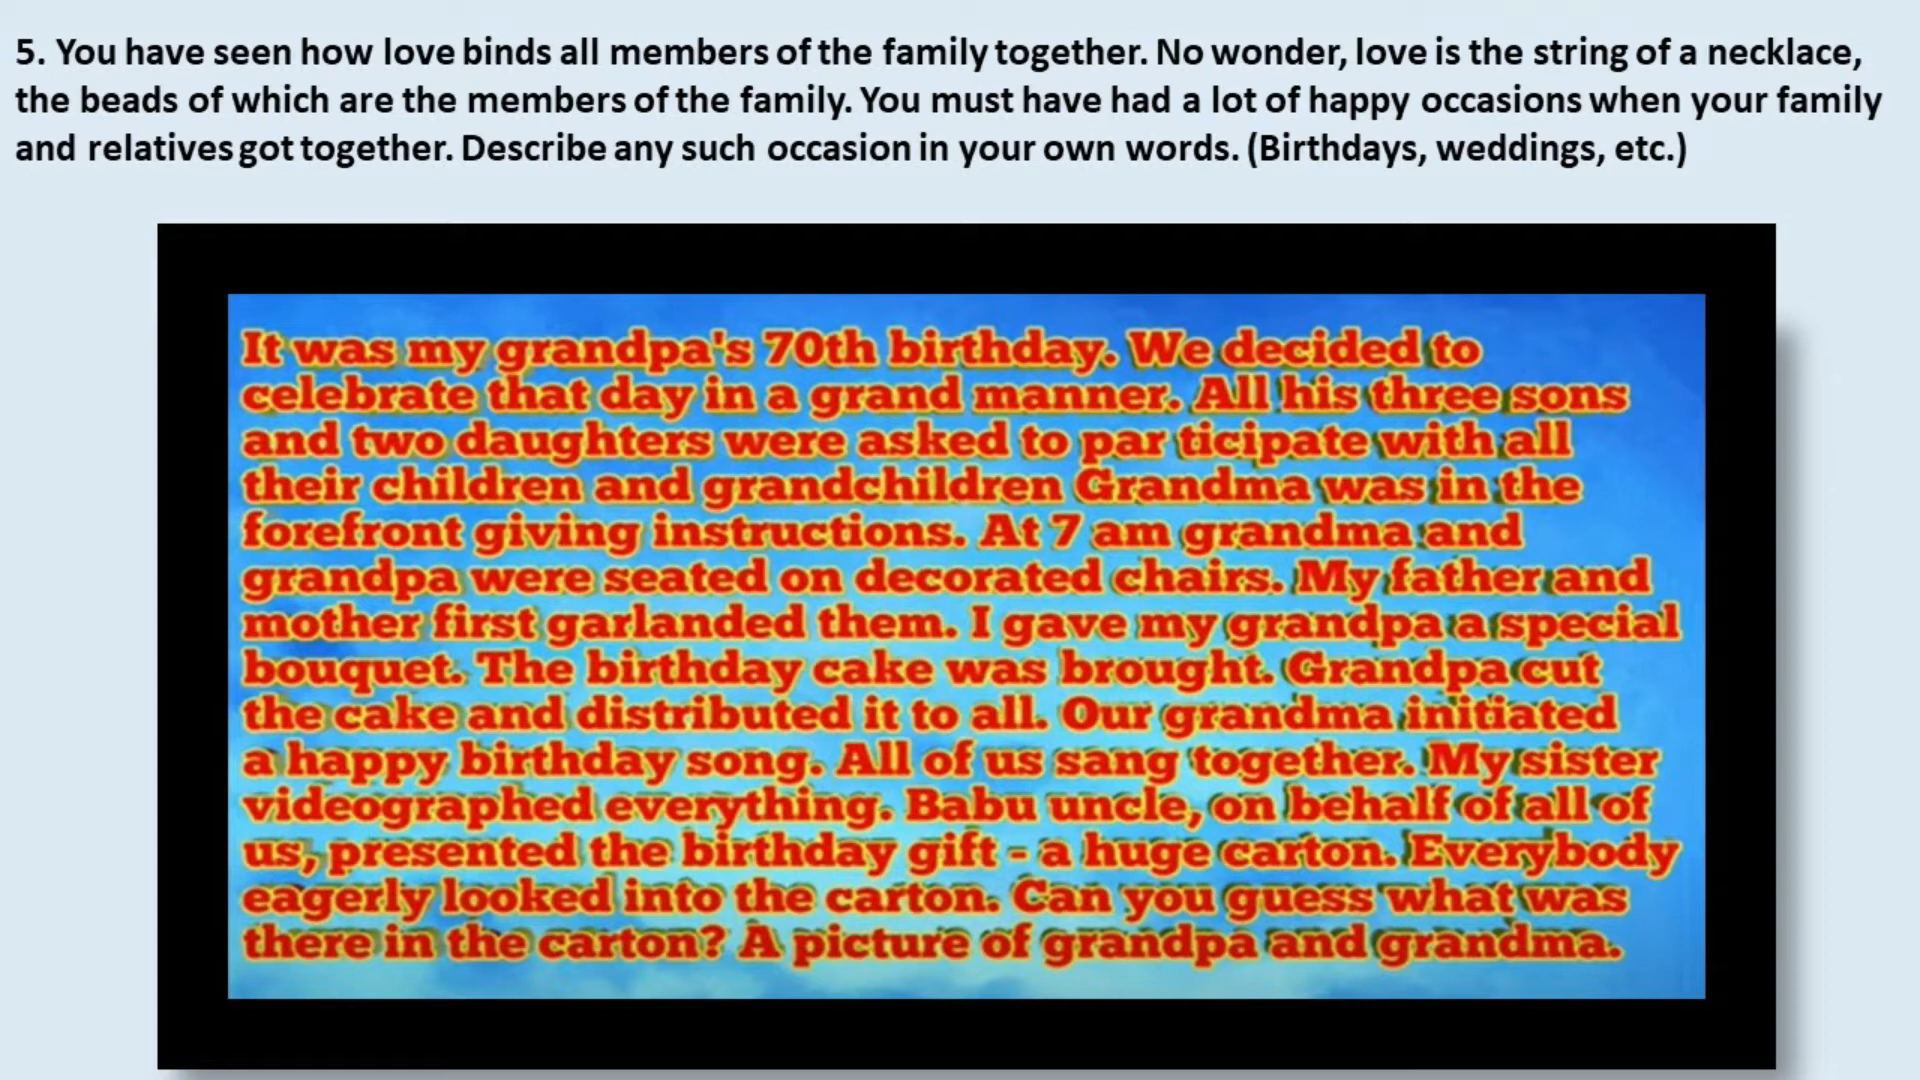 5. You have seen how love binds all members of the family together. No wonder, love is the string of a necklace,
the beads of which are the members of the family. You must have had a lot of happy occasions when your family
and relatives got together. Describe any such occasion in your own words. (Birthdays, weddings, etc.)
It was my grandpa's 70th birthday. We decided to
celebrate that day in a grand manner. All his three sons
and two daughters were asked to par ticipate with all
their children and grandchildren Grandma was in the
forefront giving instructions. At 7 am grandma and
grandpa were seated on decorated chairs. My father and
mother first garlanded them. I gave my grandpa a special
bouquet. The birthday cake was brought. Grandpa cut
the cake and distributed it to all. Our grandma initiated
a happy birthday song. All of us sang together. My sister
videographed everything. Babu uncle, on behalf of all of
us, presented the birthday gift - a huge carton. Everybody
eagerly looked into the carton. Can you guess what was
there in the carton? A picture of grandpa and grandma.